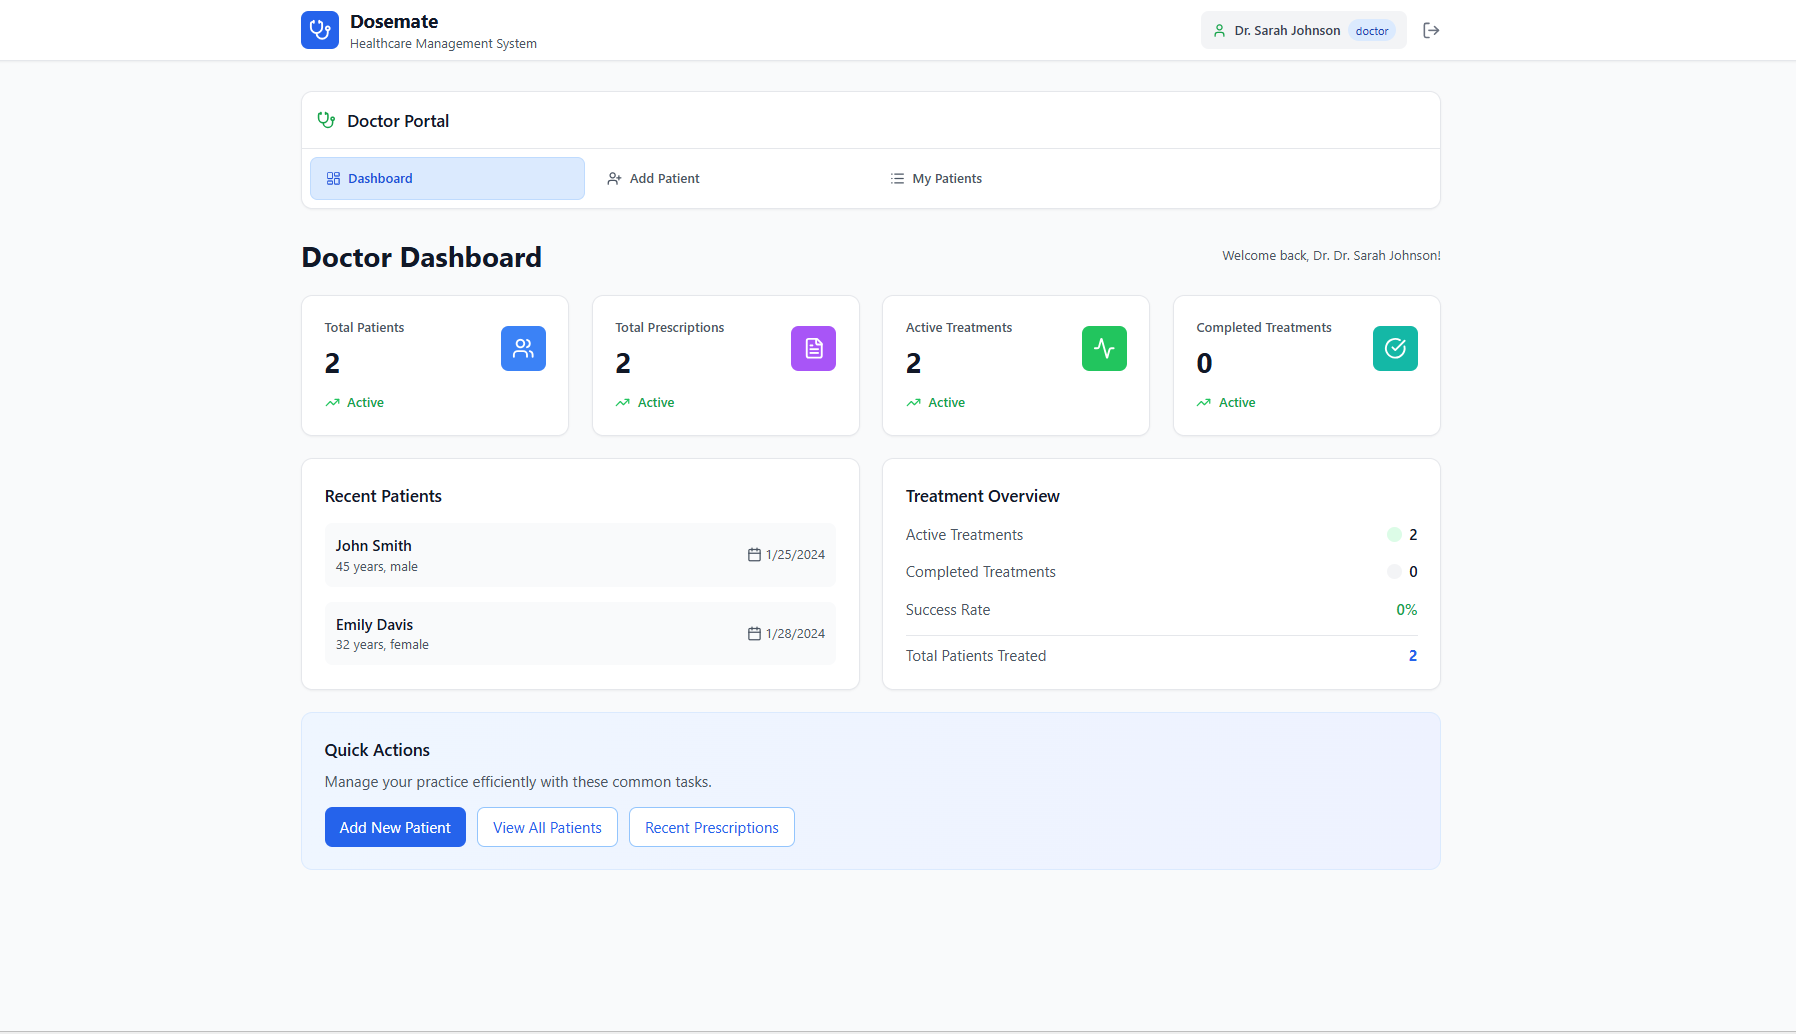 Dosemate
Healthcare Management System
Dr. Sarah Johnson doctor
Doctor Portal
Dashboard
Add Patient
My Patients
Doctor Dashboard
Welcome back, Dr. Dr. Sarah Johnson!
Total Patients
2
Active
Total Prescriptions
2
Active
Active Treatments
2
Active
Completed Treatments
0
Active
Recent Patients
John Smith
45 years, male
1/25/2024
Emily Davis
32 years, female
1/28/2024
Treatment Overview
Active Treatments 2
Completed Treatments 0
Success Rate 0%
Total Patients Treated 2
Quick Actions
Manage your practice efficiently with these common tasks.
Add New Patient
View All Patients
Recent Prescriptions